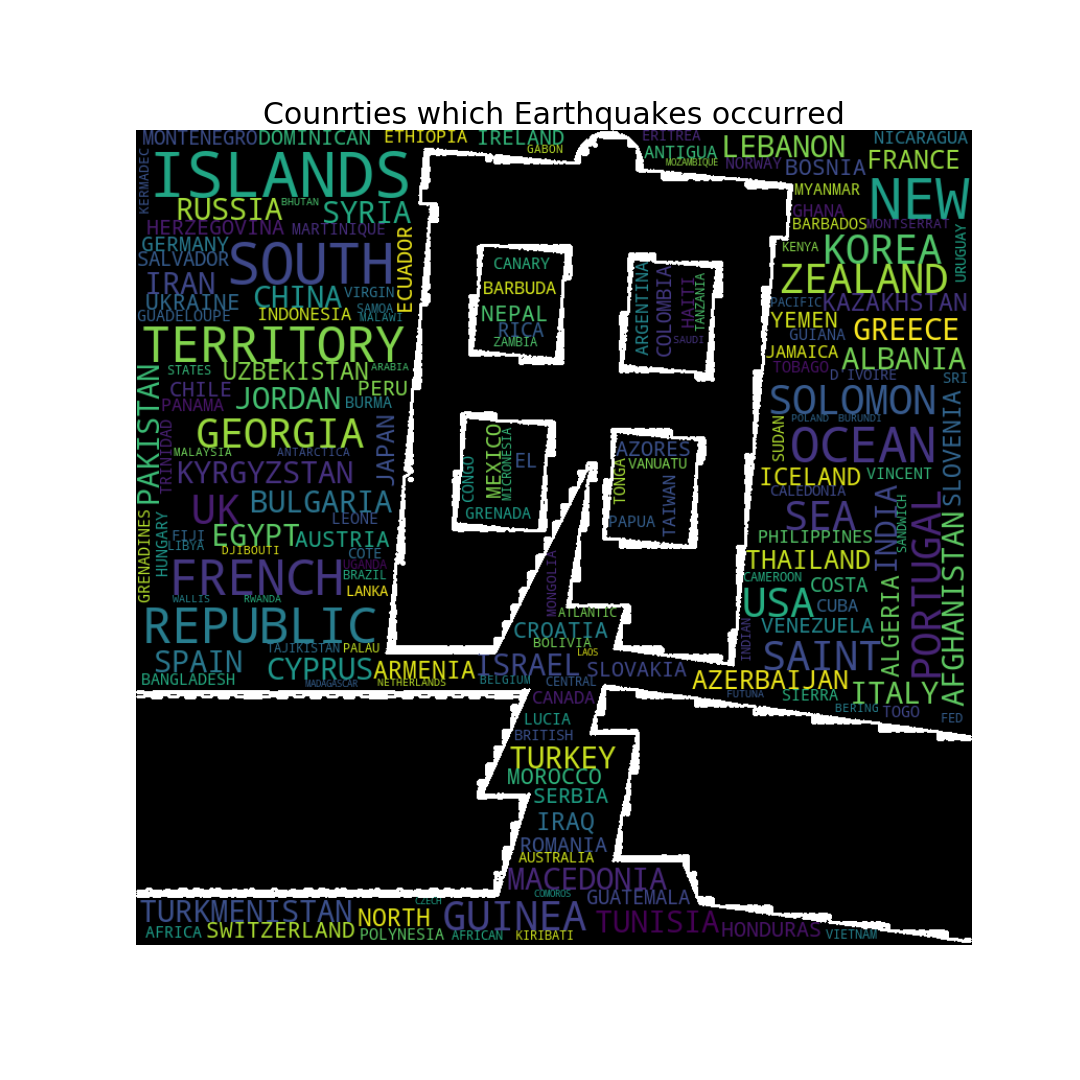 Counrties which Earthquakes occurred
MONTENEGRO DOMINICAN ETHIOPIA IRELAND ERITREA NICARAGUA
GABON ANTIGUA LEBANON
KERMADEC ISLANDS MOZAMBIQUE NORWAY BOSNIA FRANCE
MYANMAR NEW
RUSSIA BHUTAN SYRIA GHANA
HERZEGOVINA MARTINIQUE BARBADOS MONTSERRAT
GERMANY ECUADOR KENYA KOREA URUGUAY
SALVADOR SOUTH CANARY
IRAN BARBUDA ARGENTINA COLOMBIA HAITI TANZANIA ZEALAND
UKRAINE CHINA VIRGIN PACIFIC KAZAKHSTAN
GUADELOUPE INDONESIA SAMOA MALAWI NEPAL YEMEN
TERRITORY RICA ZAMBIA SAUDI GUIANA GREECE
JAMAICA ALBANIA
STATES UZBEKISTAN ARABIA TOBAGO D'IVOIRE SRI
PAKISTAN CHILE PERU
PANAMA JORDAN BURMA SOLOMON
TRINIDAD GEORGIA JAPAN SUDAN POLAND BURUNDI SLOVENIA
MALAYSIA ANTARCTICA MEXICO MICRONESIA EL AZORES OCEAN
KYRGYZSTAN CONGO TONGA VANUATU ICELAND VINCENT
UK BULGARIA GRENADA TAIWAN CALEDONIA
LEONE PAPUA SEA INDIA SANDWICH PORTUGAL
GRENADINES HUNGARY FIJI EGYPT AUSTRIA PHILIPPINES AFGHANISTAN
LIBYA DJIBOUTI COTE THAILAND
FRENCH UGANDA BRAZIL MONGOLIA CAMEROON COSTA
WALLIS RWANDA LANKA USA CUBA ALGERIA
REPUBLIC ATLANTIC VENEZUELA
CROATIA INDIAN
TAJIKISTAN PALAU BOLIVIA LAOS SAINT
SPAIN CYPRUS ARMENIA ISRAEL SLOVAKIA
BANGLADESH MADAGASCAR NETHERLANDS BELGIUM CENTRAL AZERBAIJAN
CANADA FUTUNA SIERRA ITALY
LUCIA BERING TOGO FED
BRITISH
TURKEY
MOROCCO
SERBIA
IRAQ
ROMANIA
AUSTRALIA
MACEDONIA
COMOROS GUATEMALA
TURKMENISTAN CZECH NORTH GUINEA TUNISIA
AFRICA SWITZERLAND POLYNESIA AFRICAN KIRIBATI HONDURAS VIETNAM